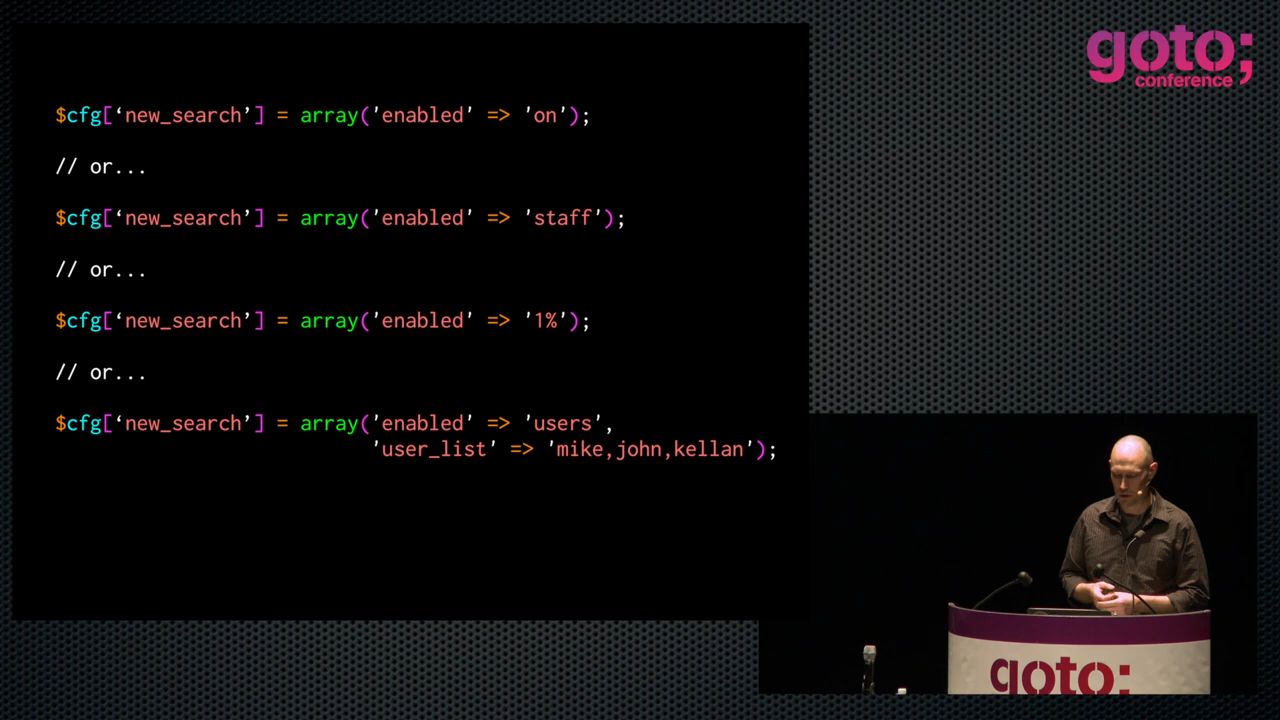 $cfg[‘new_search’] = array('enabled' => 'on');
// or...
$cfg[‘new_search’] = array('enabled' => 'staff');
// or...
$cfg[‘new_search’] = array('enabled' => '1%');
// or...
$cfg[‘new_search’] = array('enabled' => 'users',
'user_list' => 'mike,john,kellan');
goto;
conference
goto;